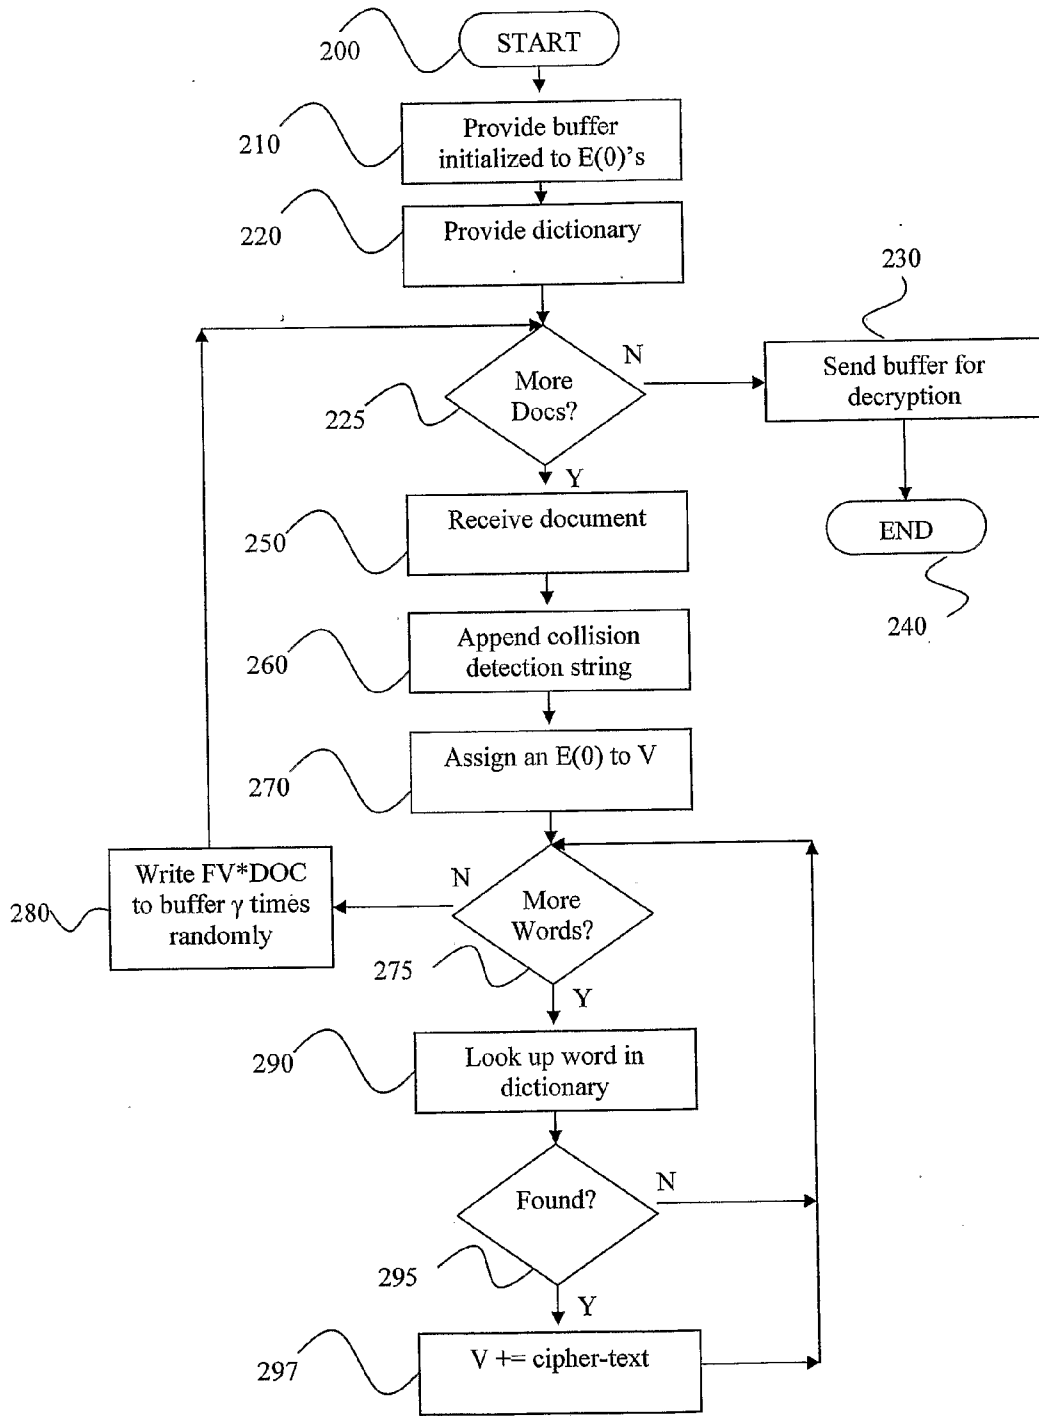 START
200
Provide buffer
initialized to E(0)'s
210
Provide dictionary
220
230
Send buffer for
decryption
N
More
Docs?
225
Y
END
240
Receive document
250
Append collision
detection string
260
Assign an E(0) to V
270
Write FV*DOC
to buffer γ times
randomly
280
N
More
Words?
275
Y
Look up word in
dictionary
290
Found?
N
295
Y
V += cipher-text
297